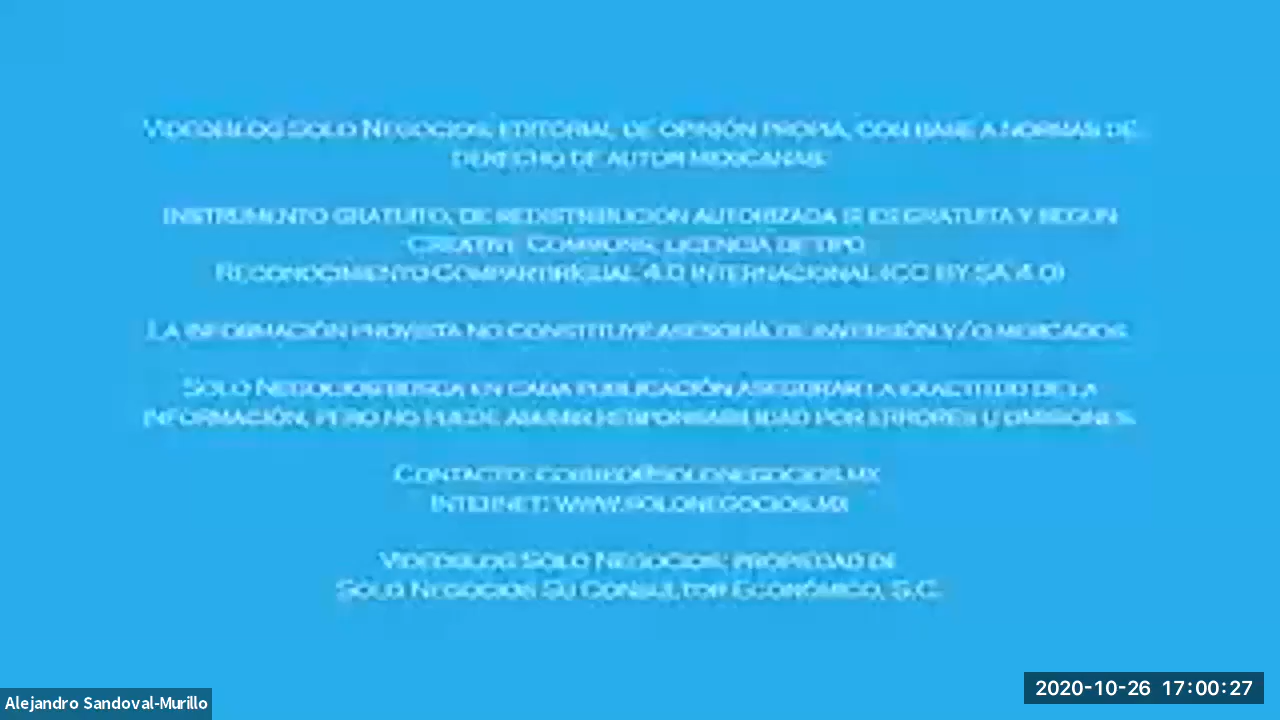 Videoblog Solo Negocios, editorial de opinión propia, con base a normas de
derecho de autor mexicanas.
Instrumento gratuito, de redistribución autorizada si es gratuita y según
Creative Commons, licencia de tipo
Reconocimiento-CompartirIgual 4.0 Internacional (CC BY-SA 4.0)
La información provista no constituye asesoría de inversión y/o mercados
Solo Negocios busca en cada publicación asegurar la exactitud de la
información, pero no puede asumir responsabilidad por errores u omisiones.
Contacto: correo@solonegocios.mx
Internet: www.solonegocios.mx
Videoblog Solo Negocios; propiedad de
Solo Negocios Su Consultor Económico, S.C.
Alejandro Sandoval-Murillo
2020-10-26 17:00:27